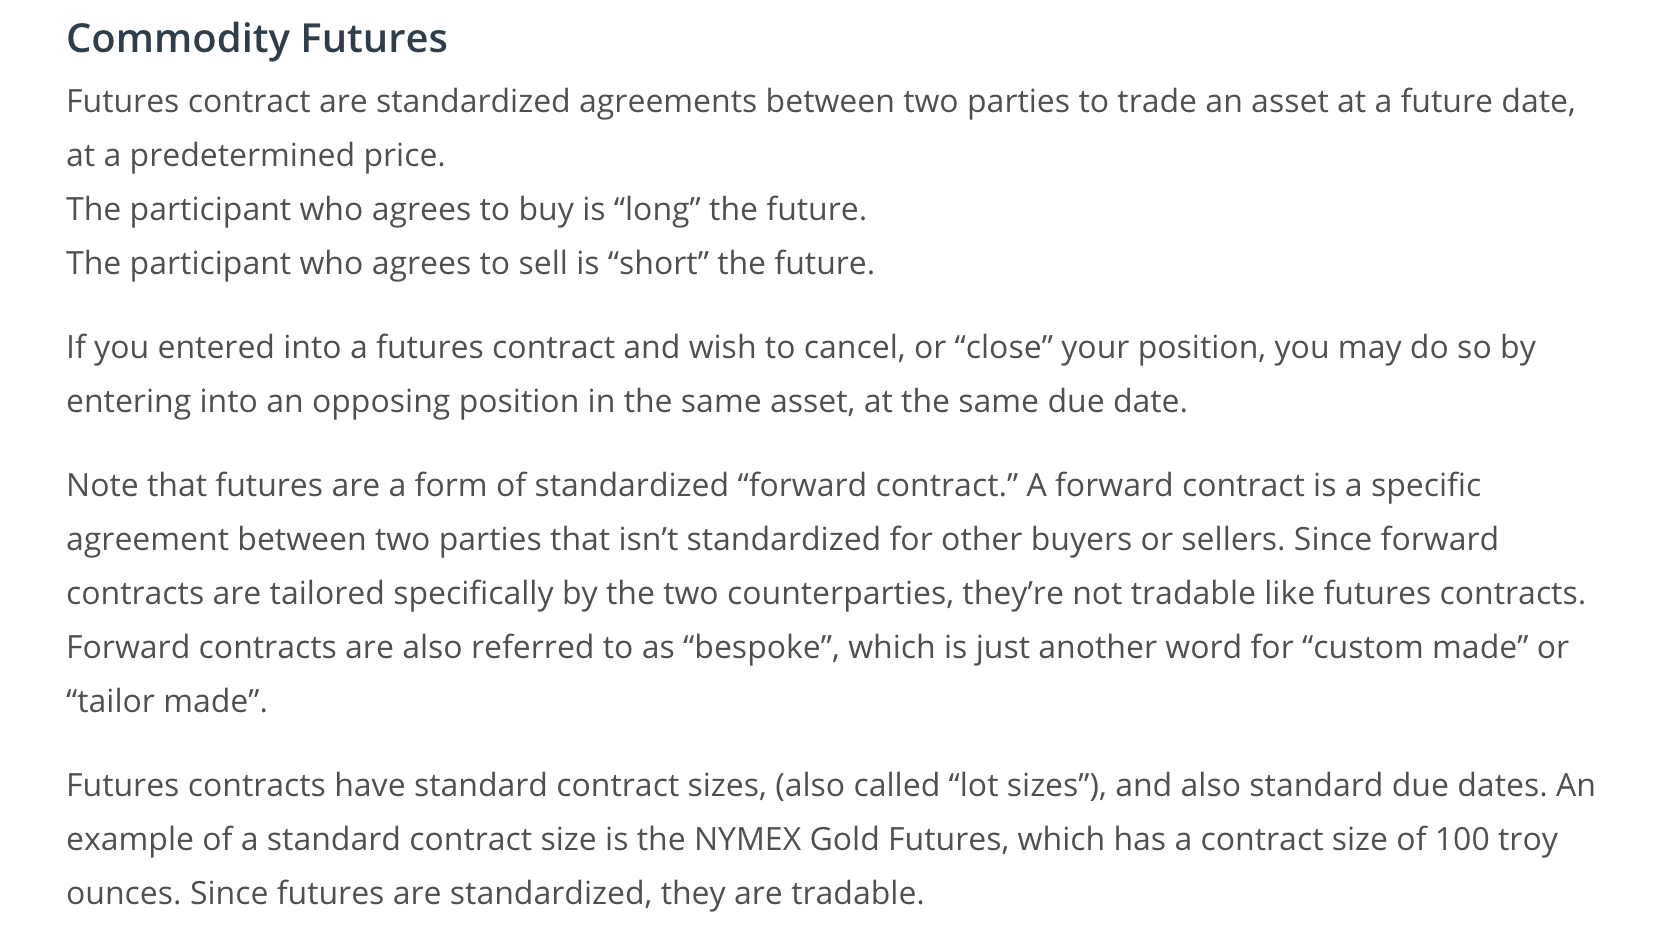 Commodity Futures
Futures contract are standardized agreements between two parties to trade an asset at a future date,
at a predetermined price.
The participant who agrees to buy is “long” the future.
The participant who agrees to sell is “short” the future.
If you entered into a futures contract and wish to cancel, or “close” your position, you may do so by
entering into an opposing position in the same asset, at the same due date.
Note that futures are a form of standardized “forward contract.” A forward contract is a specific
agreement between two parties that isn’t standardized for other buyers or sellers. Since forward
contracts are tailored specifically by the two counterparties, they’re not tradable like futures contracts.
Forward contracts are also referred to as “bespoke”, which is just another word for “custom made” or
“tailor made”.
Futures contracts have standard contract sizes, (also called “lot sizes”), and also standard due dates. An
example of a standard contract size is the NYMEX Gold Futures, which has a contract size of 100 troy
ounces. Since futures are standardized, they are tradable.